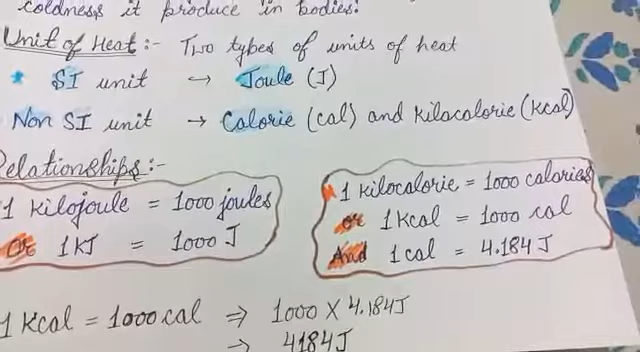 coldness it produce in bodies.
Unit of Heat :- Two types of units of heat
* SI unit → Joule (J)
Non SI unit → Calorie (cal) and kilocalorie (kcal)
Relationships :-
1 kilojoule = 1000 joules
OR 1 KJ = 1000 J
1 kilocalorie = 1000 calories
or 1 kcal = 1000 cal
And 1 cal = 4.184 J
1 kcal = 1000 cal ⇒ 1000 X 4.184J
→ 4184J